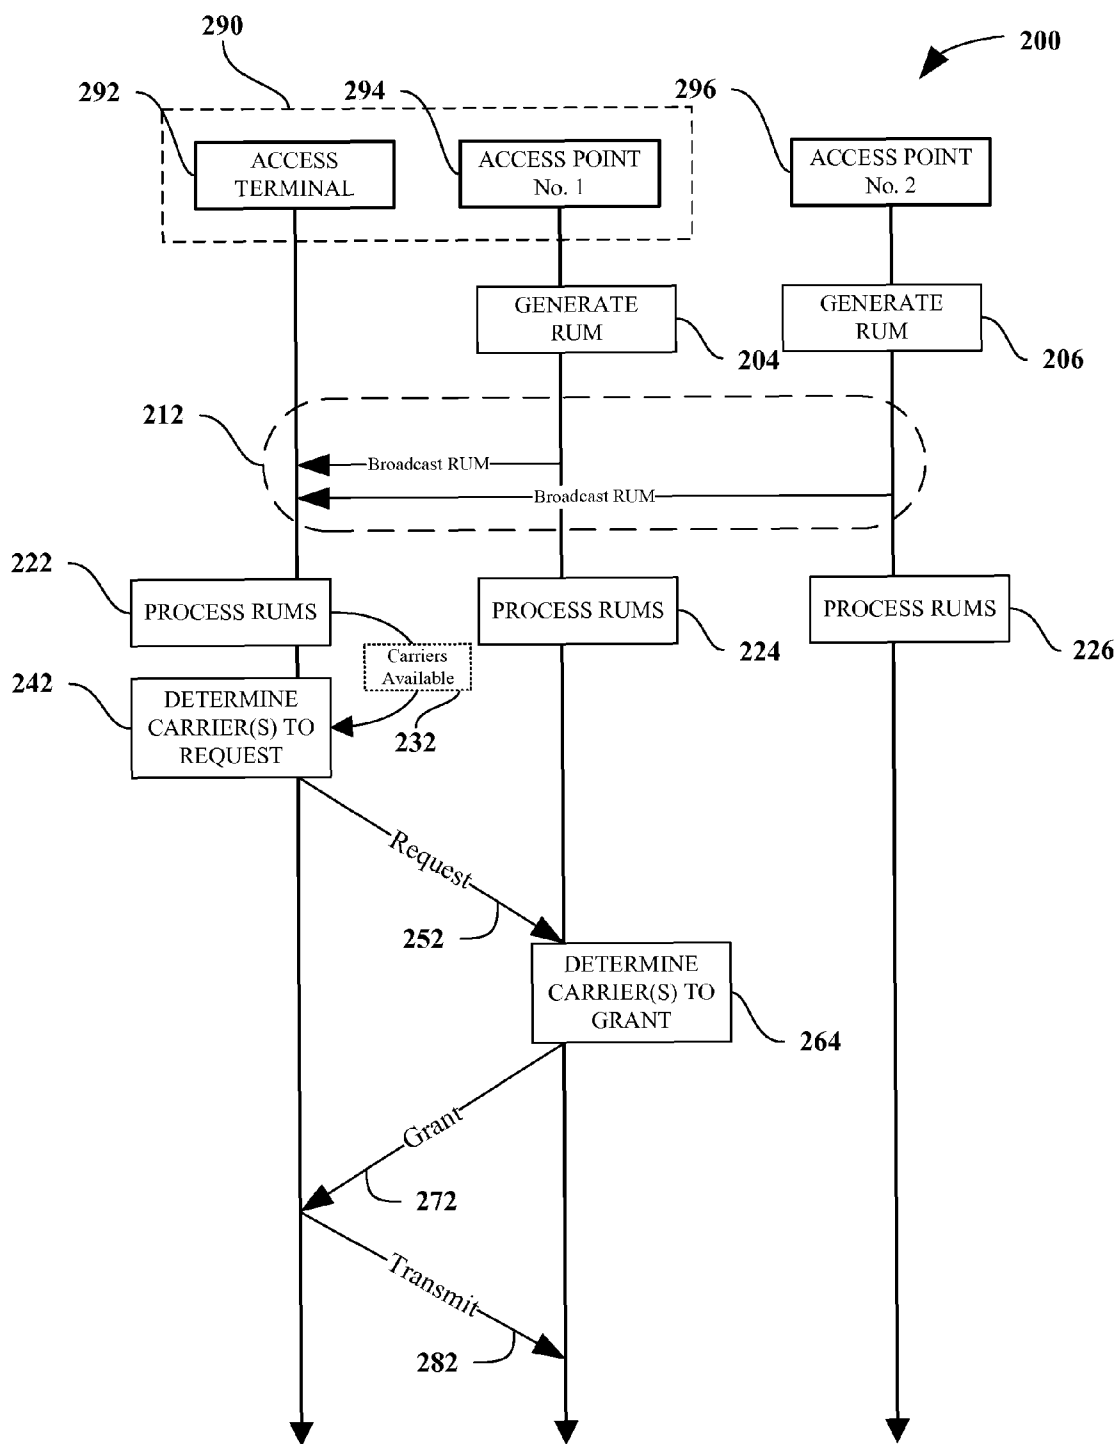 290
200
292
294
296
ACCESS
TERMINAL
ACCESS POINT
No. 1
ACCESS POINT
No. 2
GENERATE
RUM
GENERATE
RUM
204
206
212
Broadcast RUM
Broadcast RUM
222
PROCESS RUMS
PROCESS RUMS
PROCESS RUMS
224
226
Carriers
Available
232
242
DETERMINE
CARRIER(S) TO
REQUEST
Request
252
DETERMINE
CARRIER(S) TO
GRANT
264
Grant
272
Transmit
282